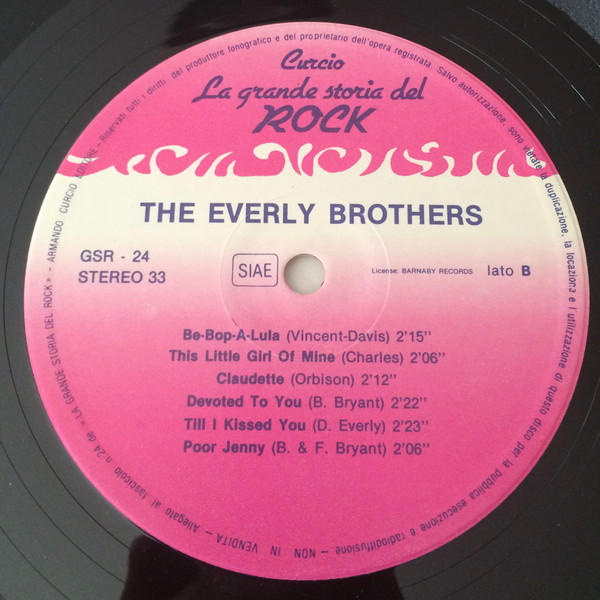 Curcio
La grande storia del
ROCK
THE EVERLY BROTHERS
GSR - 24
STEREO 33
SIAE
License: BARNABY RECORDS lato B
Be-Bop-A-Lula (Vincent-Davis) 2'15''
This Little Girl Of Mine (Charles) 2'06''
Claudette (Orbison) 2'12''
Devoted To You (B. Bryant) 2'22''
Till I Kissed You (D. Everly) 2'23''
Poor Jenny (B. & F. Bryant) 2'06''
Allegato al fascicolo n. 24 de «LA GRANDE STORIA DEL ROCK» - ARMANDO CURCIO EDITORE - Riservati tutti i diritti del produttore fonografico e del proprietario dell'opera registrata. Salvo autorizzazione, sono vietate la duplicazione, la locazione e l'utilizzazione di questo disco per la pubblica esecuzione e radiodiffusione - NON IN VENDITA -